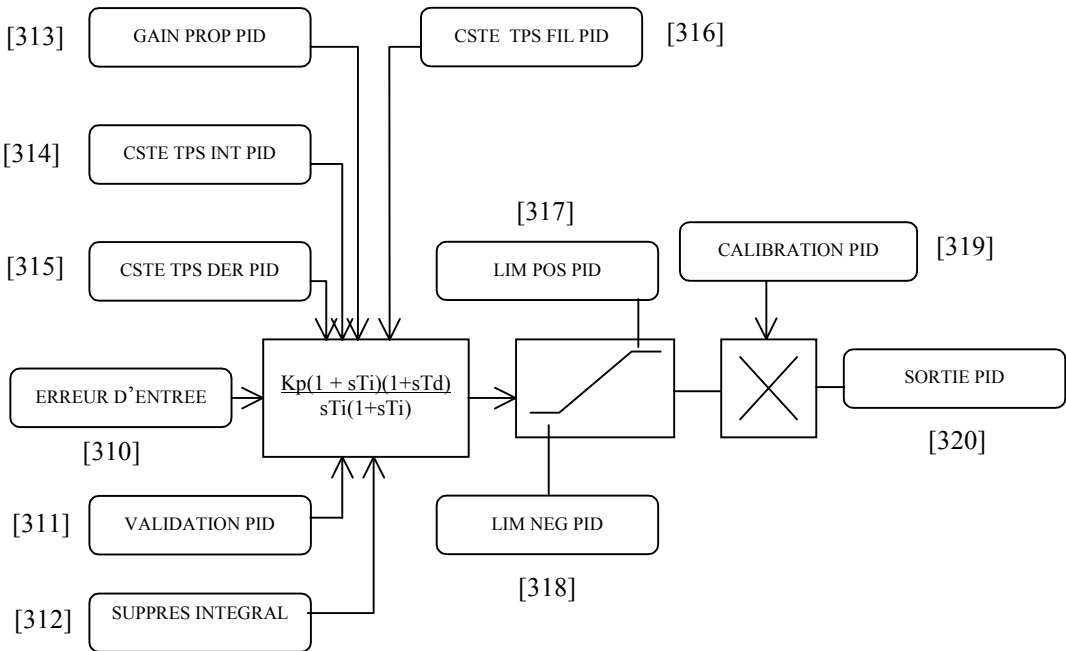 [313] GAIN PROP PID
CSTE TPS FIL PID [316]
[314] CSTE TPS INT PID
[315] CSTE TPS DER PID
[317]
LIM POS PID
CALIBRATION PID [319]
ERREUR D’ENTREE
[310]
Kp(1 + sTi)(1+sTd)
sTi(1+sTi)
SORTIE PID
[320]
[311] VALIDATION PID
LIM NEG PID
[318]
[312] SUPPRES INTEGRAL